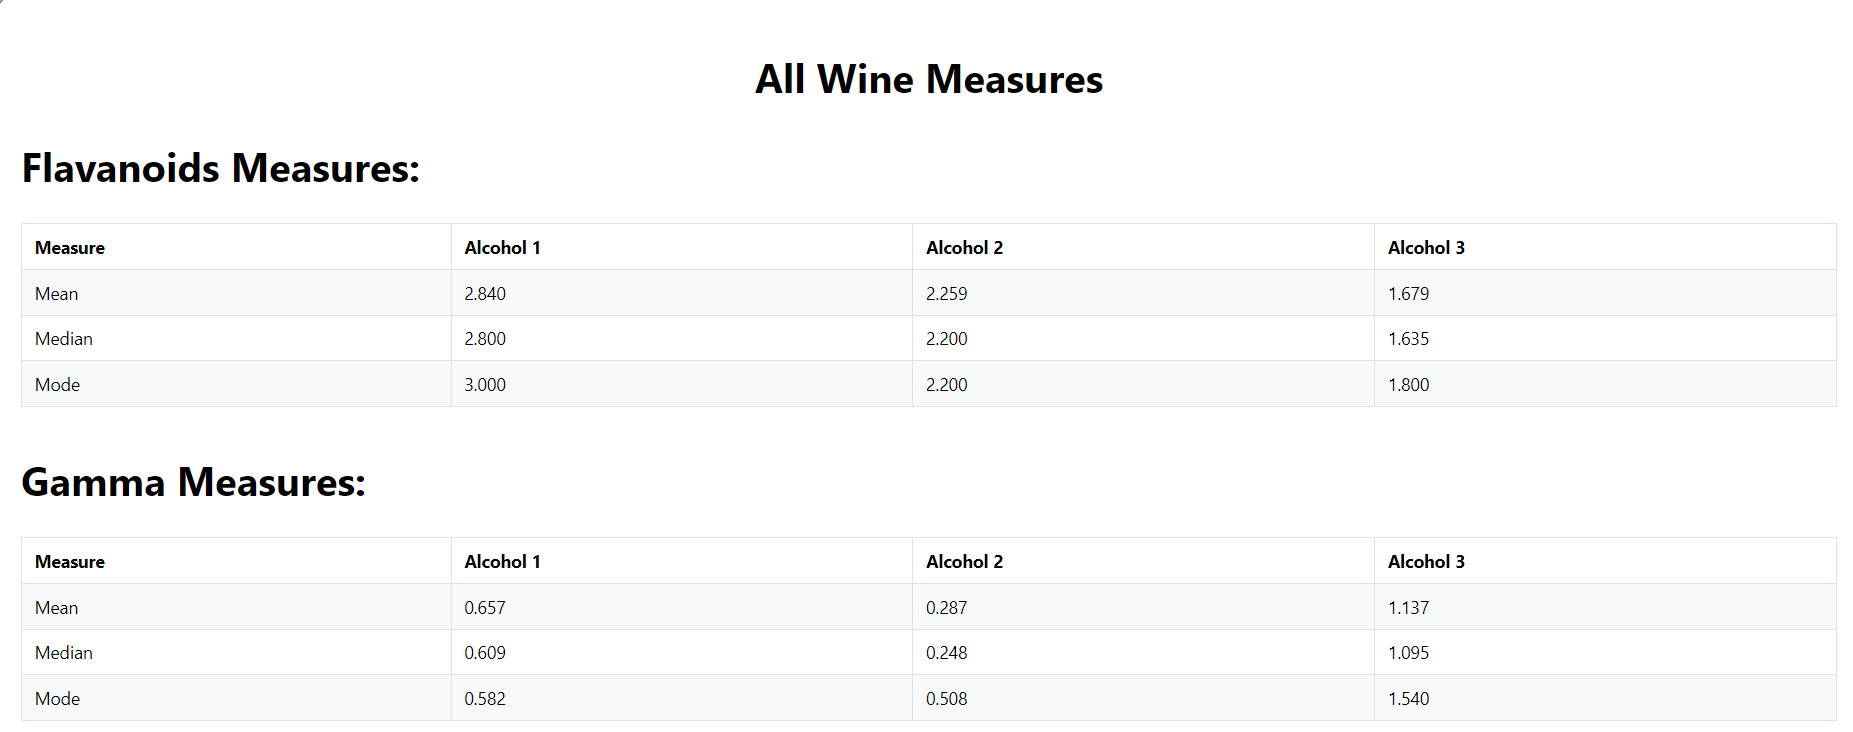 All Wine Measures
Flavanoids Measures:
Measure Alcohol 1 Alcohol 2 Alcohol 3
Mean 2.840 2.259 1.679
Median 2.800 2.200 1.635
Mode 3.000 2.200 1.800
Gamma Measures:
Measure Alcohol 1 Alcohol 2 Alcohol 3
Mean 0.657 0.287 1.137
Median 0.609 0.248 1.095
Mode 0.582 0.508 1.540